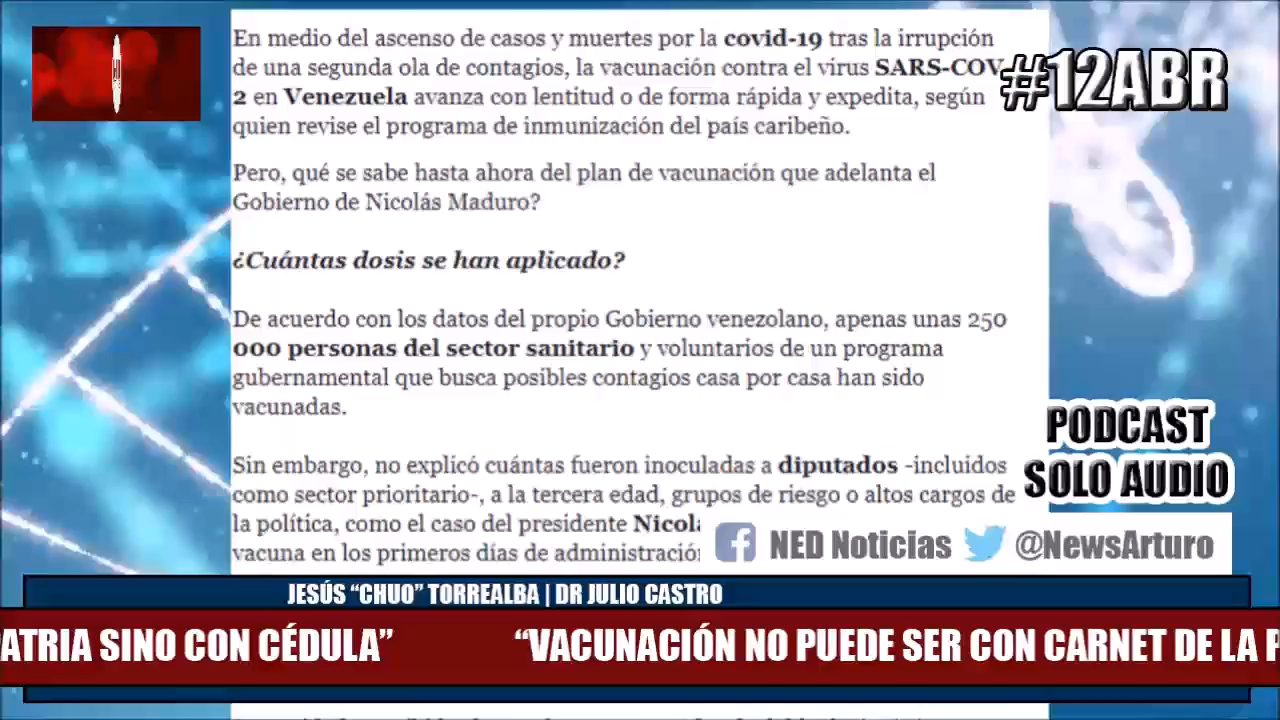 En medio del ascenso de casos y muertes por la covid-19 tras la irrupción
de una segunda ola de contagios, la vacunación contra el virus SARS-COV-
2 en Venezuela avanza con lentitud o de forma rápida y expedita, según
quien revise el programa de inmunización del país caribeño.
#12ABR
Pero, qué se sabe hasta ahora del plan de vacunación que adelanta el
Gobierno de Nicolás Maduro?
¿Cuántas dosis se han aplicado?
De acuerdo con los datos del propio Gobierno venezolano, apenas unas 250
000 personas del sector sanitario y voluntarios de un programa
gubernamental que busca posibles contagios casa por casa han sido
vacunadas.
PODCAST
SOLO AUDIO
Sin embargo, no explicó cuántas fueron inoculadas a diputados -incluidos
como sector prioritario-, a la tercera edad, grupos de riesgo o altos cargos de
la política, como el caso del presidente
vacuna en los primeros días de
NED Noticias @NewsArturo
JESÚS “CHUO” TORREALBA | DR JULIO CASTRO
PATRIA SINO CON CÉDULA” “VACUNACIÓN NO PUEDE SER CON CARNET DE LA P